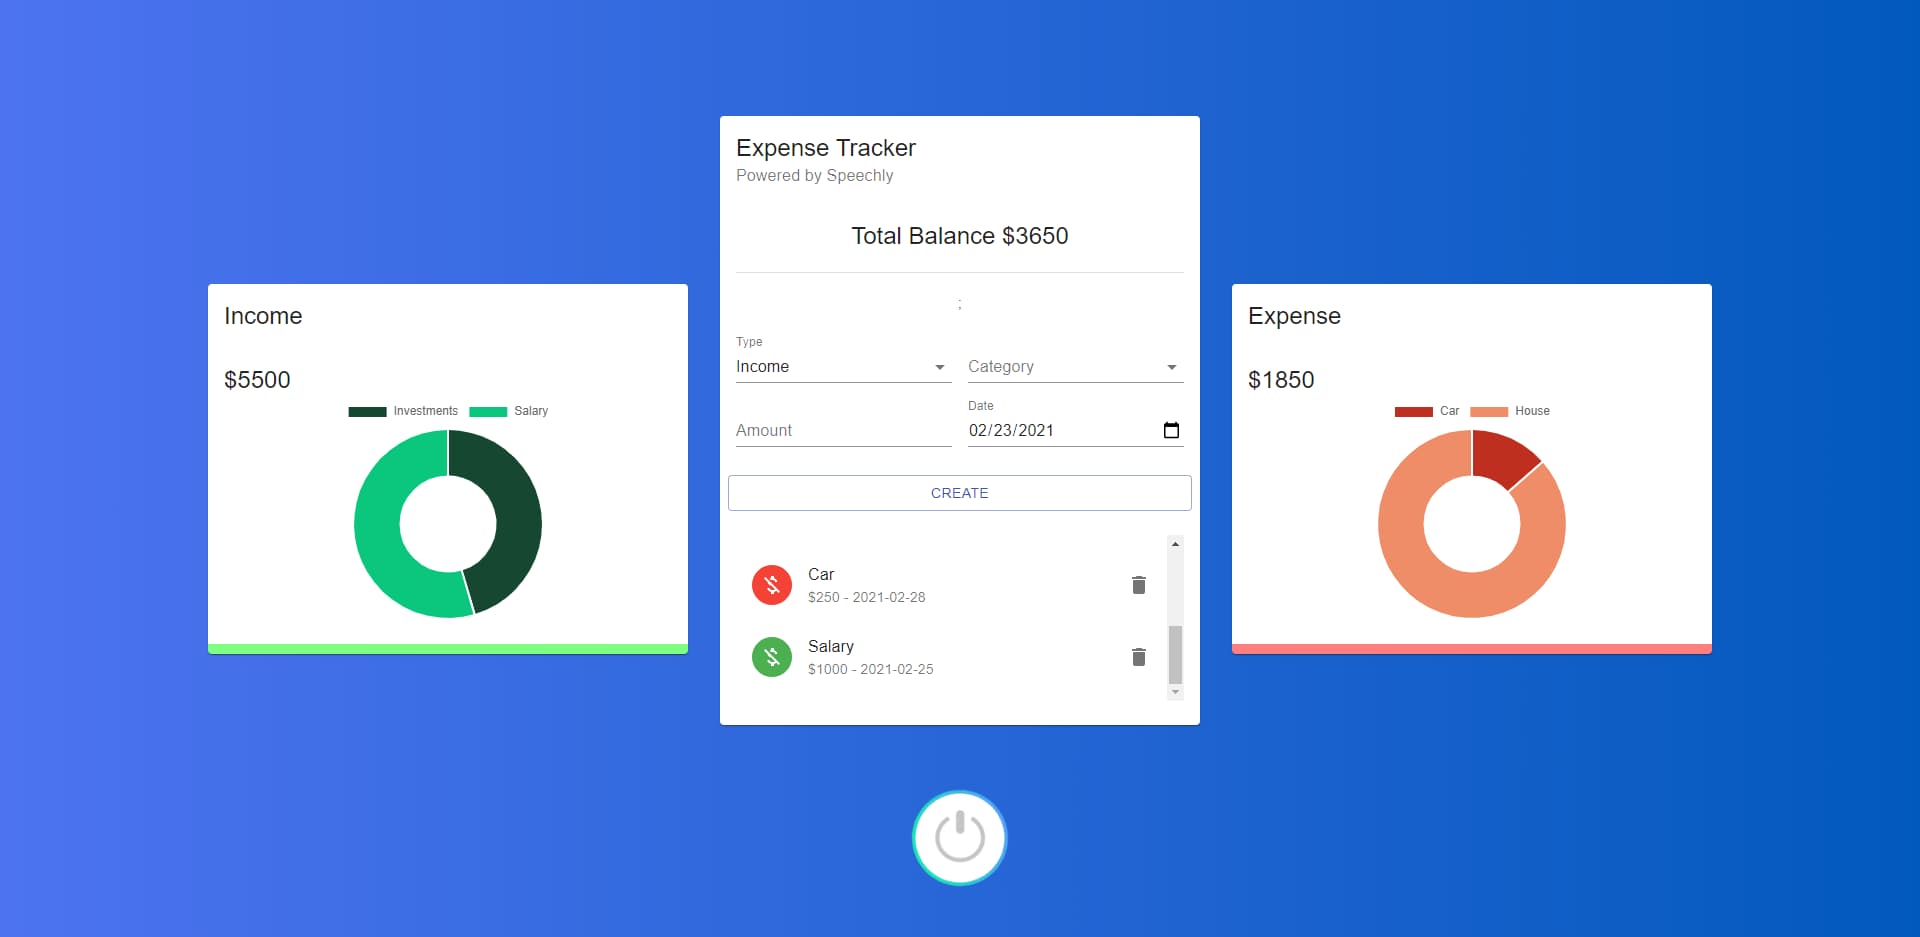 Income
$5500
Investments Salary
Expense Tracker
Powered by Speechly
Total Balance $3650
;
Type
Income Category
Date
Amount 02/23/2021
CREATE
Car
$250 - 2021-02-28
Salary
$1000 - 2021-02-25
Expense
$1850
Car House